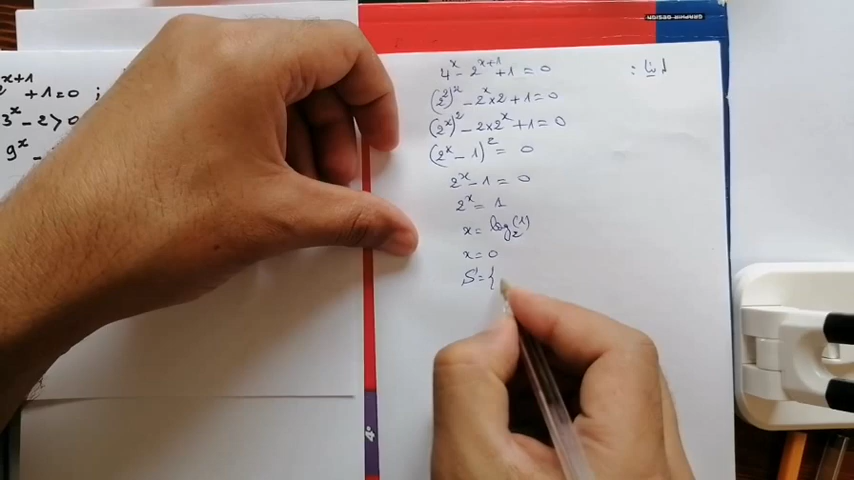 x+1
2 + 1 = 0 ;
3^x - 2 > 0
9^x -
4^x - 2^{x+1} + 1 = 0
(2^2)^x - 2^x × 2 + 1 = 0
(2^x)^2 - 2 × 2^x + 1 = 0
(2^x - 1)^2 = 0
2^x - 1 = 0
2^x = 1
x = log_2(1)
x = 0
S = {